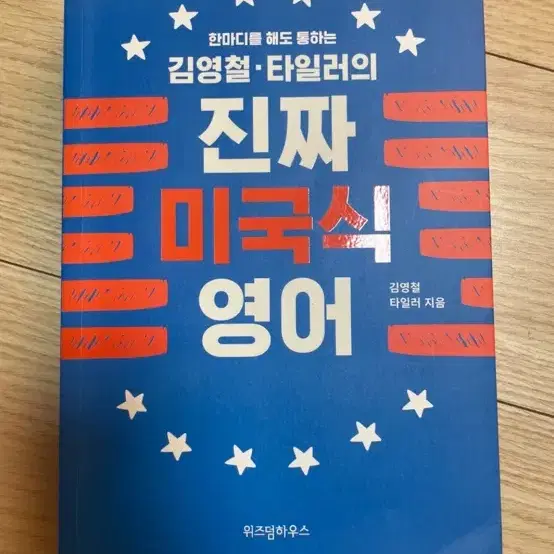 한마디를 해도 통하는
김영철·타일러의
진짜
미국식
영어
김영철
타일러 지음
위즈덤하우스